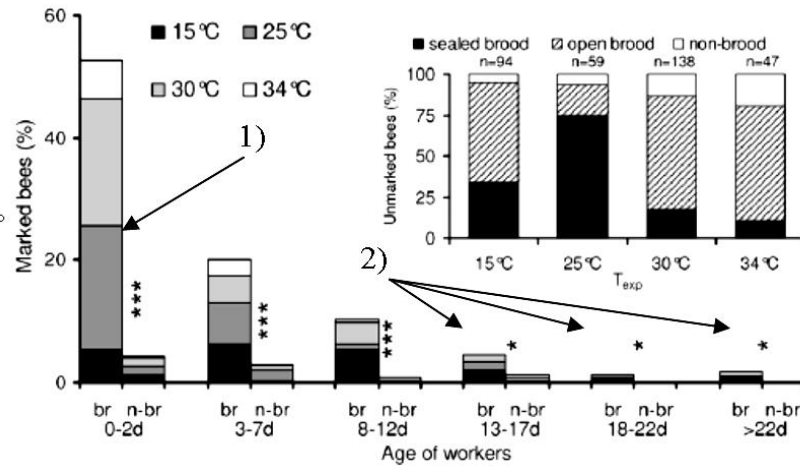 60
40
20
0
Marked bees (%)
15 °C 25 °C
30 °C 34 °C
1)
2)
***
***
***
*
*
*
br n-br br n-br br n-br br n-br br n-br br n-br
0-2d 3-7d 8-12d 13-17d 18-22d >22d
Age of workers
sealed brood open brood non-brood
n=94 n=59 n=138 n=47
100
75
50
25
0
Unmarked bees (%)
15 °C 25 °C 30 °C 34 °C
Texp